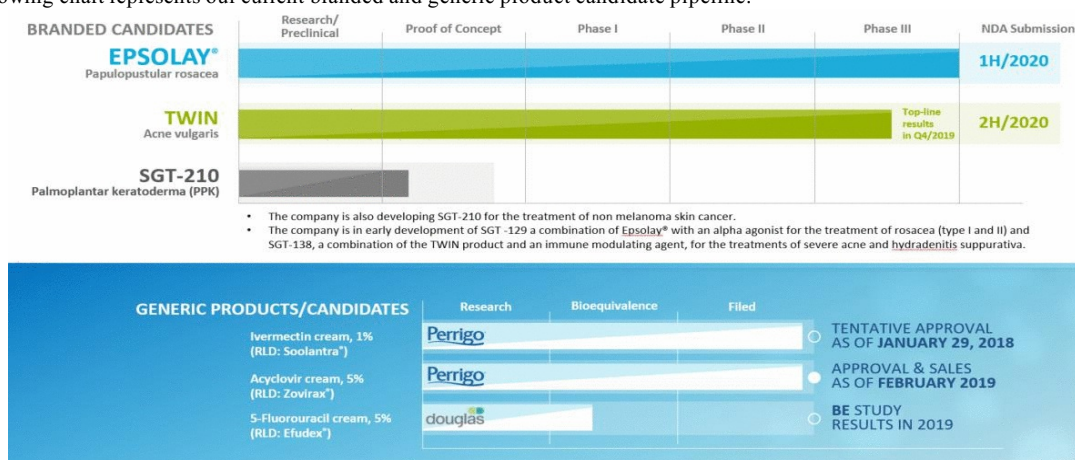 owing chart represents our current branded and generic product candidate pipeline:
BRANDED CANDIDATES
Research/
Preclinical
Proof of Concept
Phase I
Phase II
Phase III
NDA Submission
EPSOLAY®
Papulopustular rosacea
1H/2020
TWIN
Acne vulgaris
Top-line
results
in Q4/2019
2H/2020
SGT-210
Palmoplantar keratoderma (PPK)
• The company is also developing SGT-210 for the treatment of non melanoma skin cancer.
• The company is in early development of SGT -129 a combination of Epsolay® with an alpha agonist for the treatment of rosacea (type I and II) and
SGT-138, a combination of the TWIN product and an immune modulating agent, for the treatments of severe acne and hydradenitis suppurativa.
GENERIC PRODUCTS/CANDIDATES
Research
Bioequivalence
Filed
Ivermectin cream, 1%
(RLD: Soolantra®)
Perrigo
TENTATIVE APPROVAL
AS OF JANUARY 29, 2018
Acyclovir cream, 5%
(RLD: Zovirax®)
Perrigo
APPROVAL & SALES
AS OF FEBRUARY 2019
5-Fluorouracil cream, 5%
(RLD: Efudex®)
douglas
BE STUDY
RESULTS IN 2019